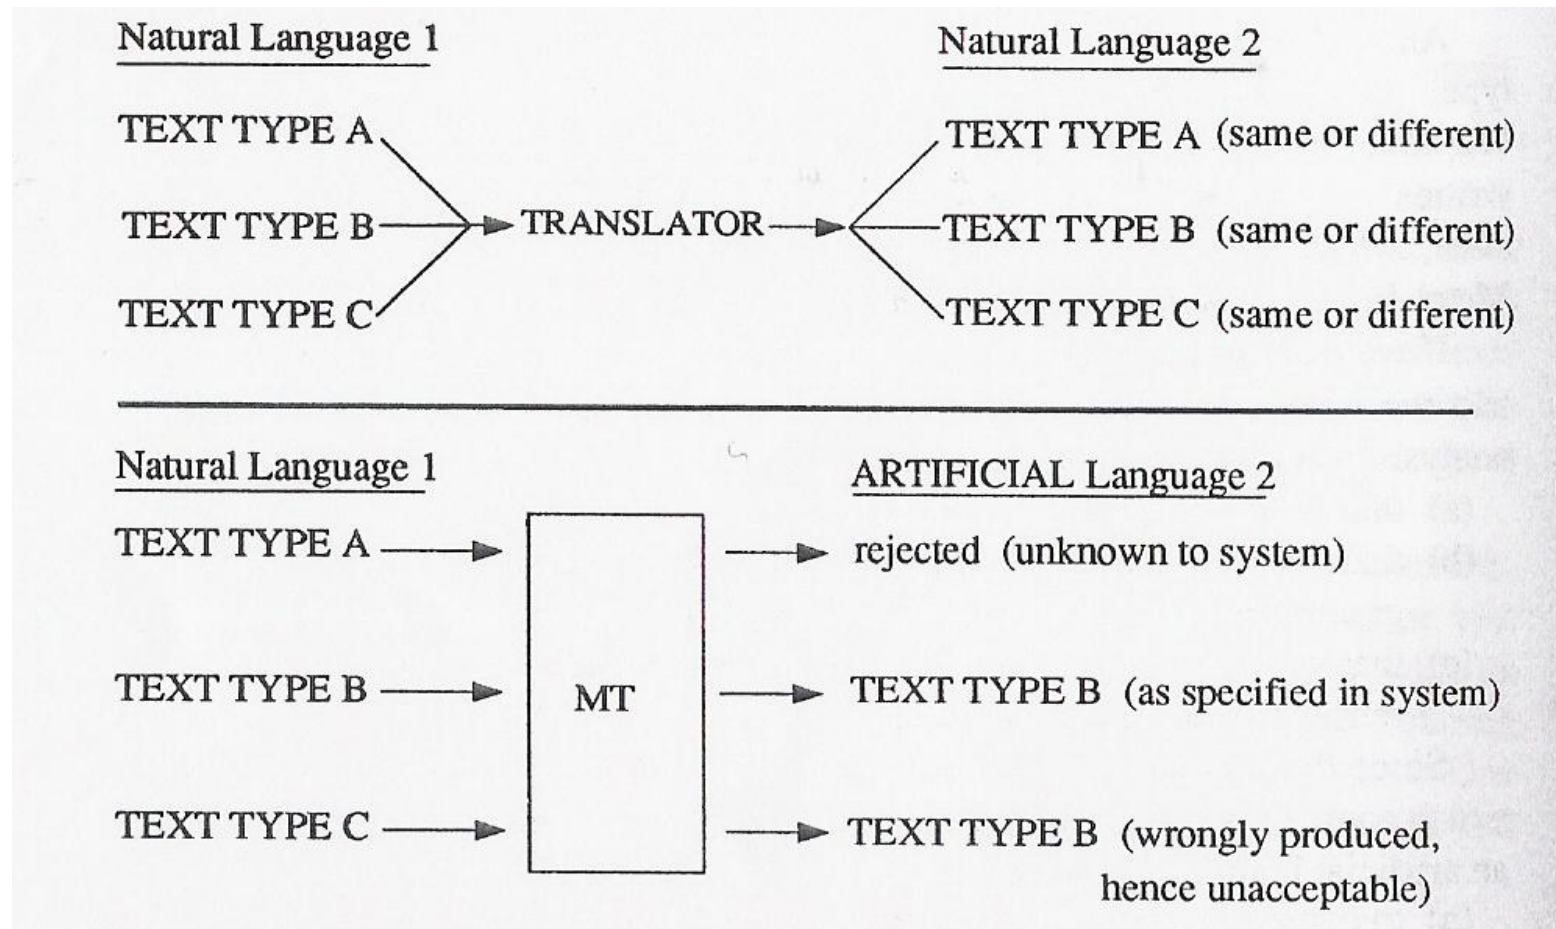 Natural Language 1 Natural Language 2
TEXT TYPE A TEXT TYPE A (same or different)
TEXT TYPE B TRANSLATOR TEXT TYPE B (same or different)
TEXT TYPE C TEXT TYPE C (same or different)
Natural Language 1 ARTIFICIAL Language 2
TEXT TYPE A rejected (unknown to system)
TEXT TYPE B MT TEXT TYPE B (as specified in system)
TEXT TYPE C TEXT TYPE B (wrongly produced,
hence unacceptable)